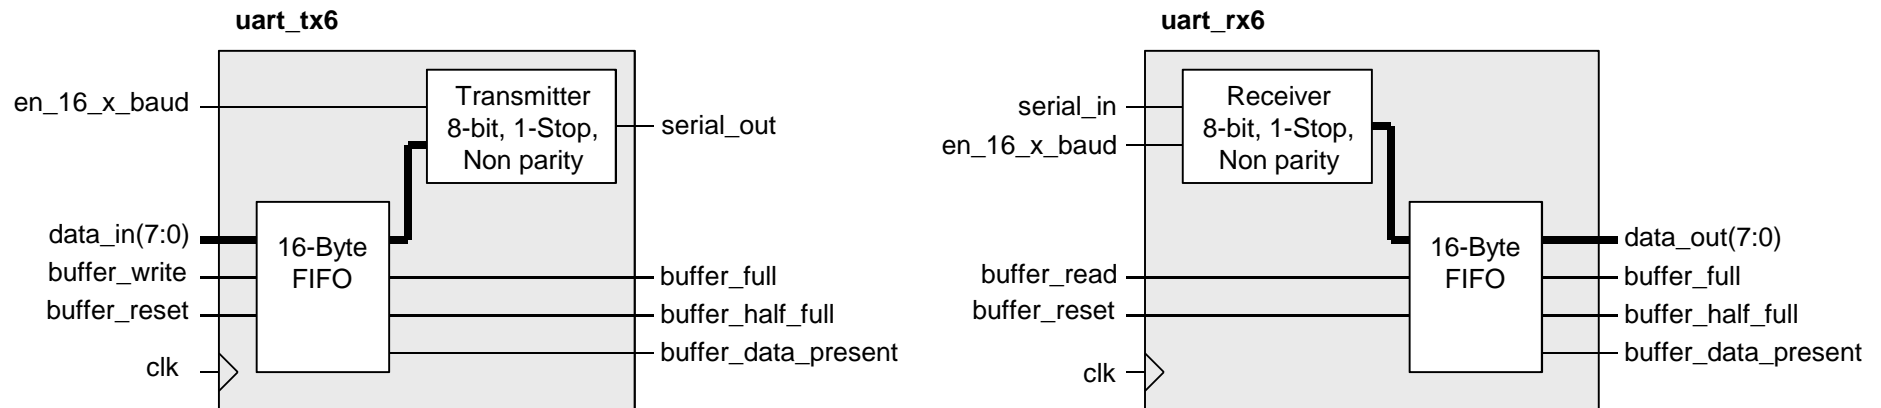 uart_tx6
en_16_x_baud
Transmitter
8-bit, 1-Stop,
Non parity
serial_out
data_in(7:0)
buffer_write
buffer_reset
clk
16-Byte
FIFO
buffer_full
buffer_half_full
buffer_data_present
uart_rx6
serial_in
en_16_x_baud
Receiver
8-bit, 1-Stop,
Non parity
buffer_read
buffer_reset
clk
16-Byte
FIFO
data_out(7:0)
buffer_full
buffer_half_full
buffer_data_present